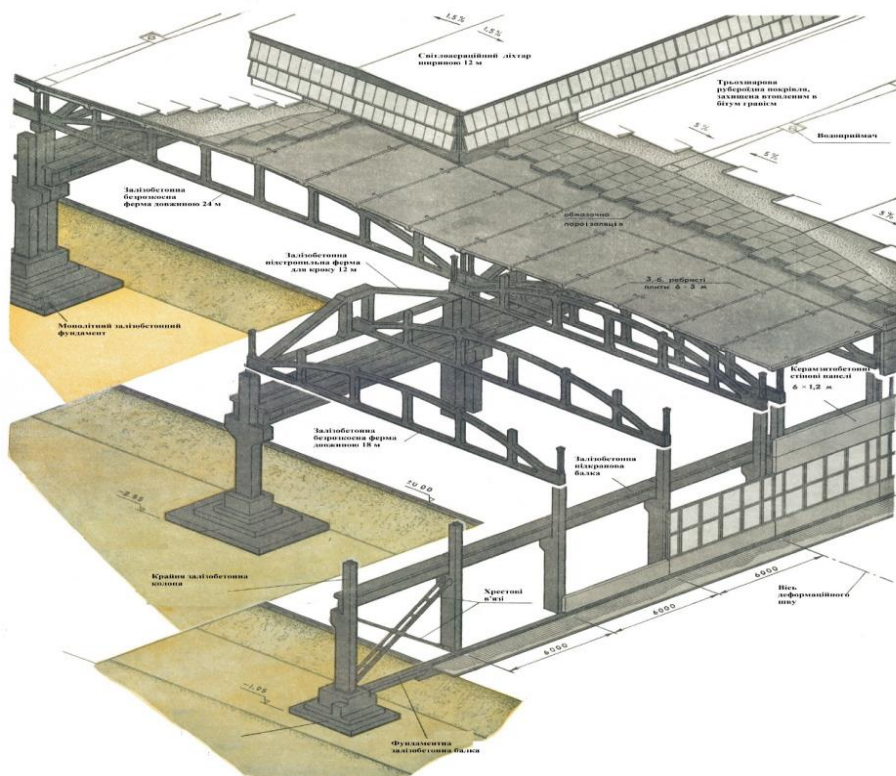 1,5%
1,5%
Світлоаераційний ліхтар
шириною 12 м
Трьохшарова
рубероїдна покрівля,
захищена втопленим в
бітум гравієм
5%
Водоприймач
5%
5%
Залізобетонна
безрозкосна
ферма довжиною 24 м
обмазочна
пароізоляція
Залізобетонна
підстропильна ферма
для кроку 12 м
З.-б. ребристі
плити 6 × 3 м
Монолітний залізобетонний
фундамент
Керамзитобетонні
стінові панелі
6 × 1,2 м
Залізобетонна
безрозкосна ферма
довжиною 18 м
Залізобетонна
підкранова
балка
±0.00
Крайня залізобетонна
колона
Хрестові
в'язі
6000
6000
6000
Вісь
деформаційного
шву
Фундаментна
залізобетонна балка